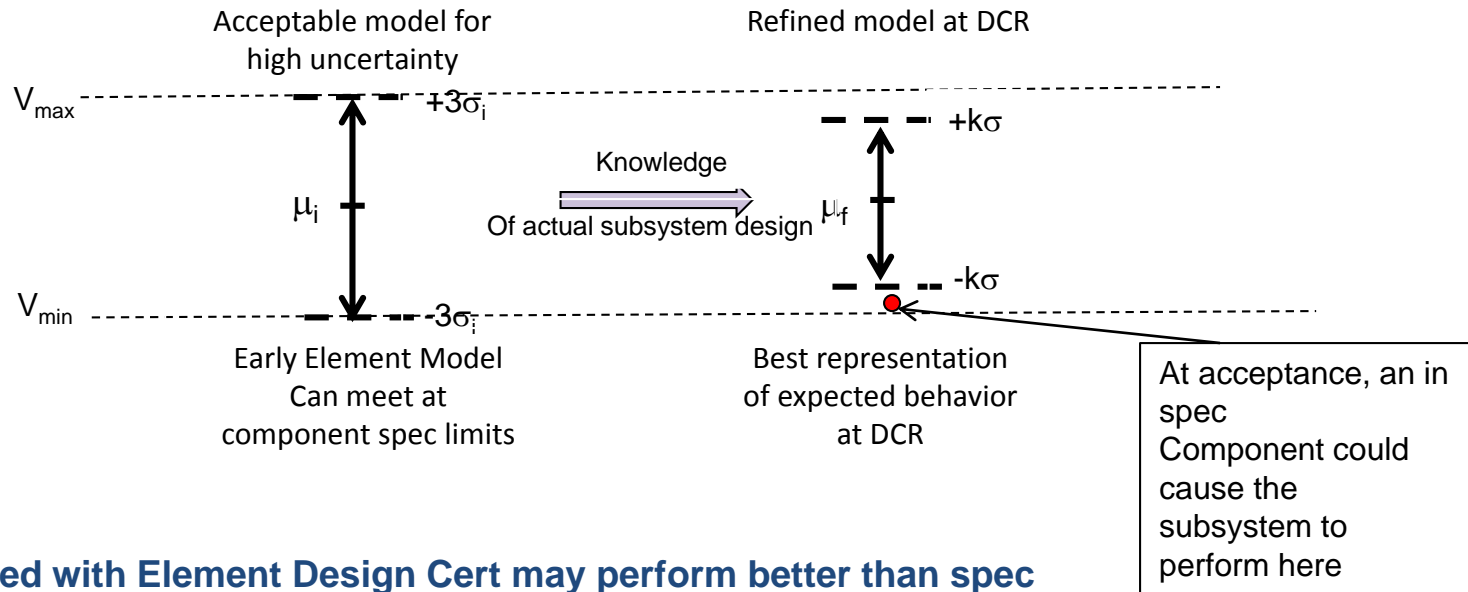 Acceptable model for
high uncertainty
Refined model at DCR
Vmax
+3σi
+kσ
Knowledge
μi
Of actual subsystem design
μf
-kσ
Vmin
-3σi
Early Element Model
Can meet at
component spec limits
Best representation
of expected behavior
at DCR
At acceptance, an in
spec
Component could
cause the
subsystem to
perform here
ed with Element Design Cert may perform better than spec